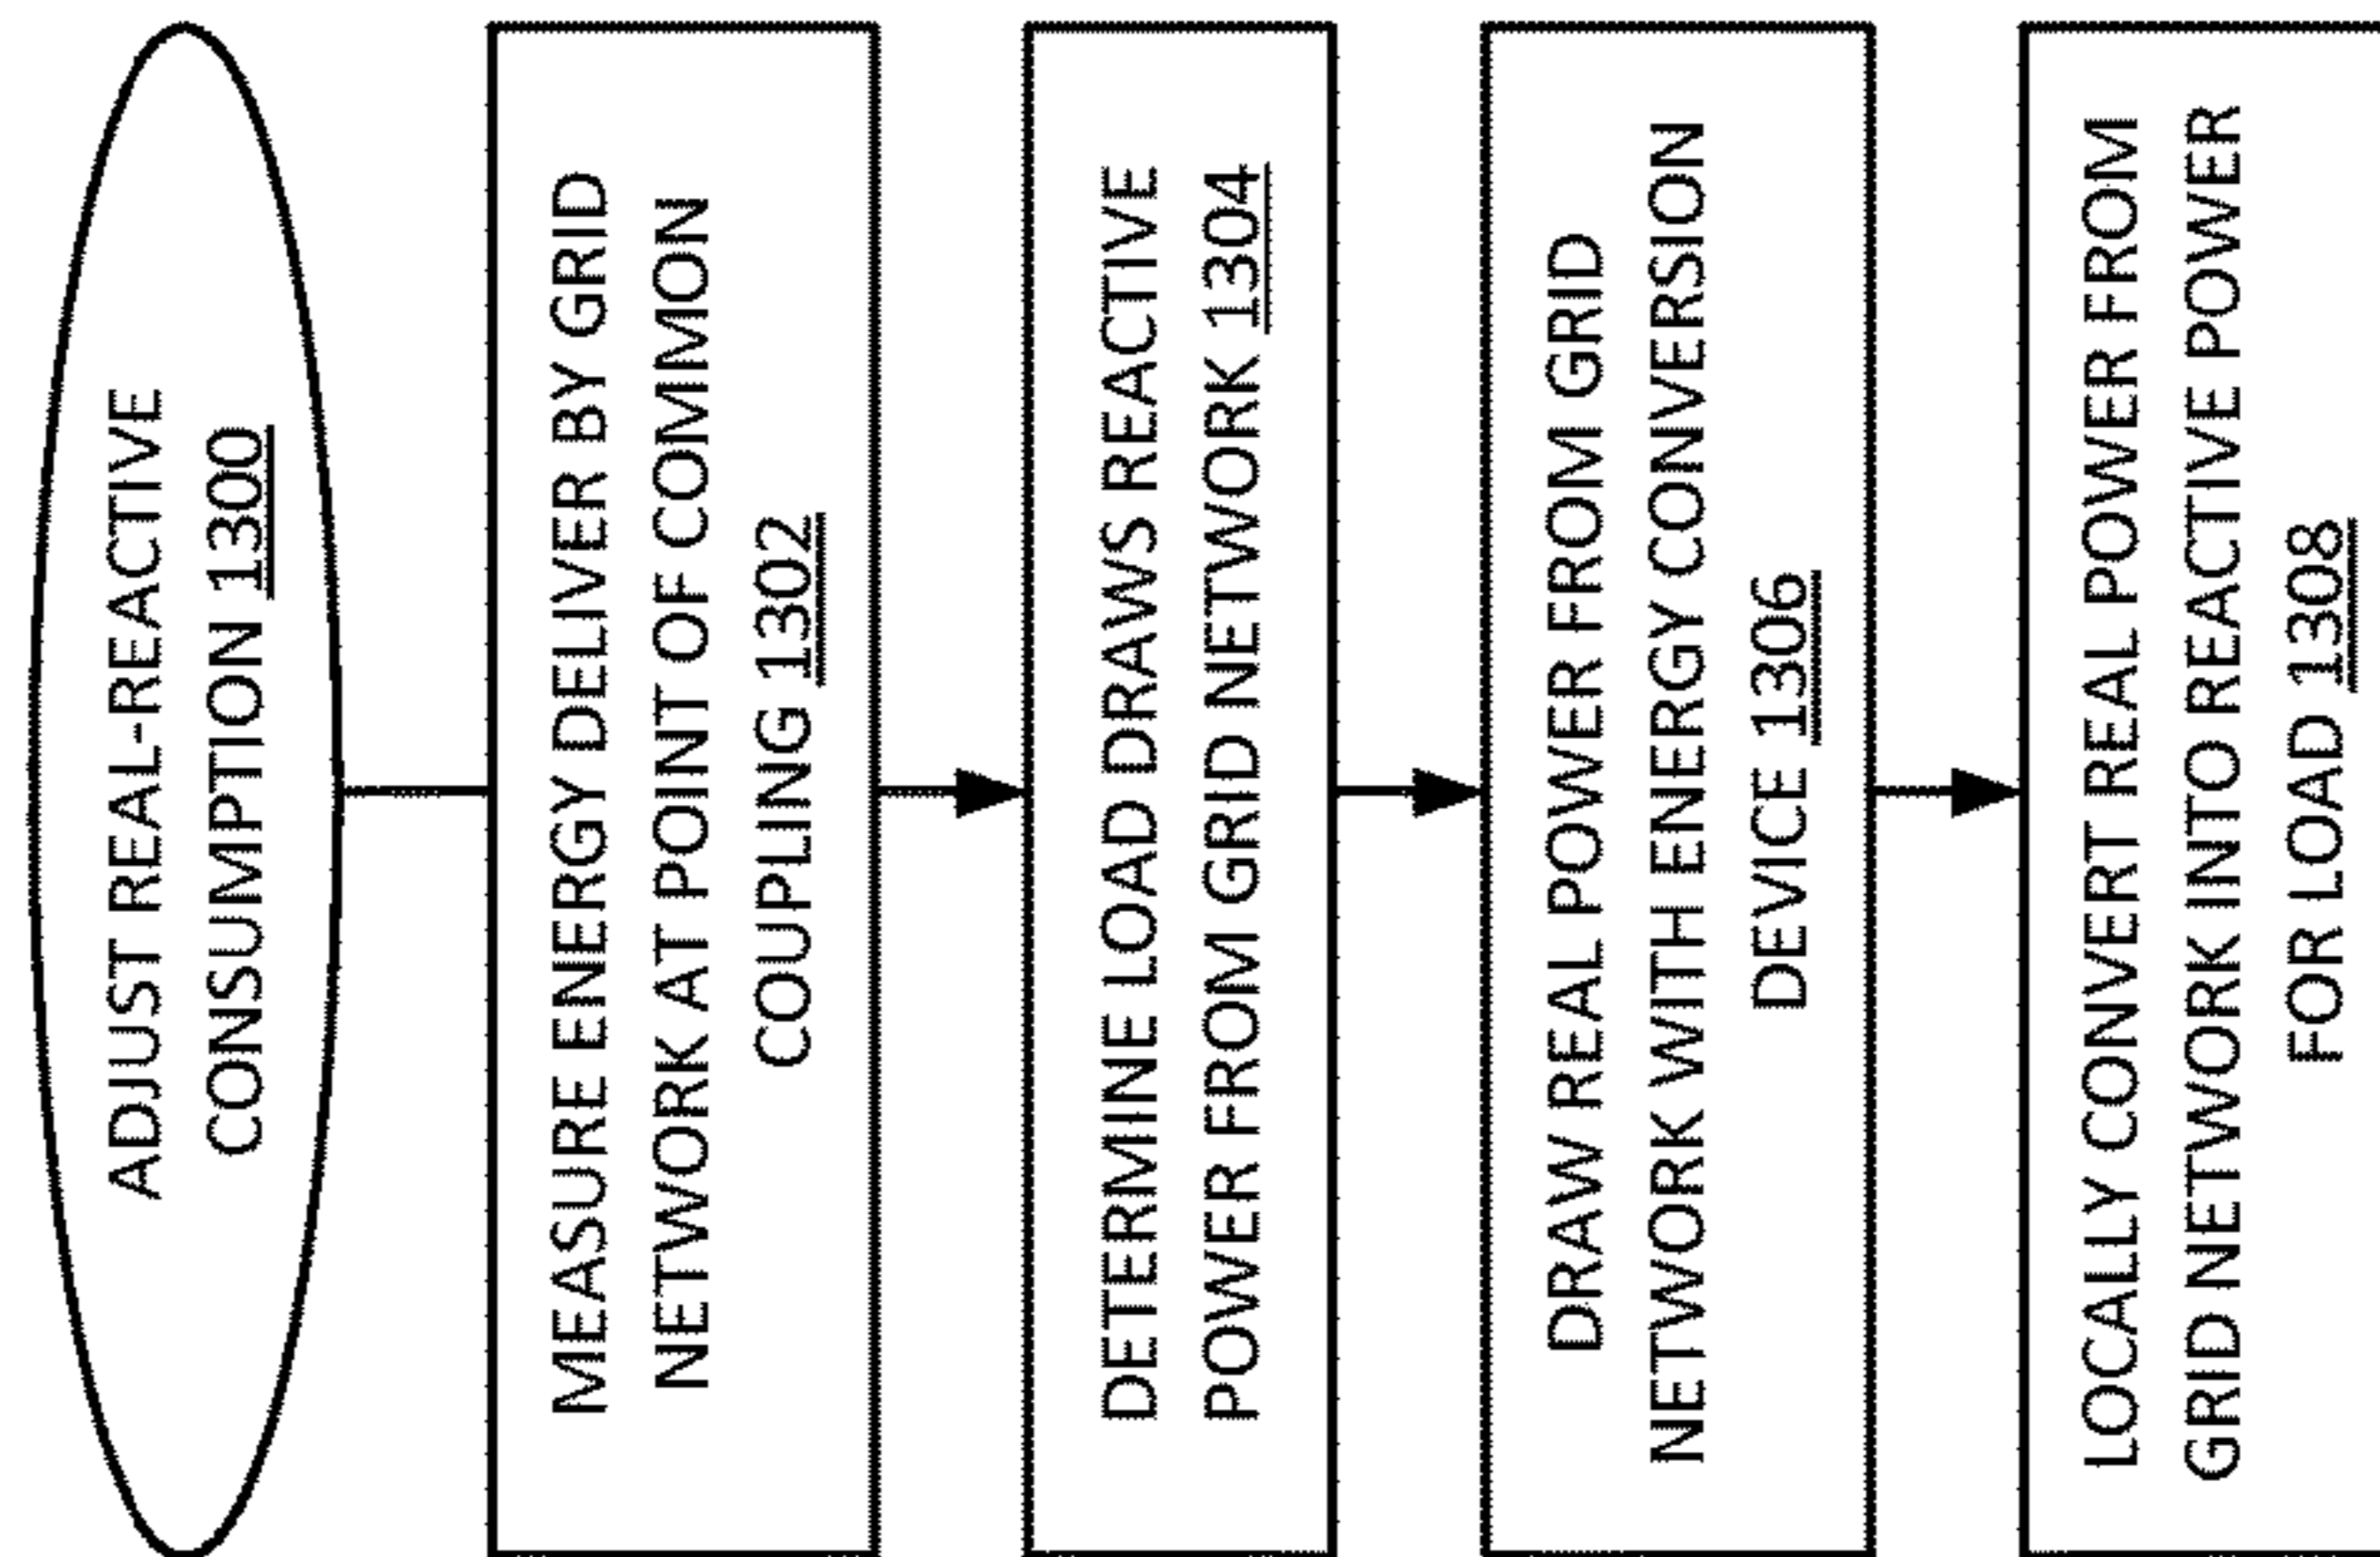 ADJUST REAL-REACTIVE
CONSUMPTION 1300
MEASURE ENERGY DELIVER BY GRID
NETWORK AT POINT OF COMMON
COUPLING 1302
DETERMINE LOAD DRAWS REACTIVE
POWER FROM GRID NETWORK 1304
DRAW REAL POWER FROM GRID
NETWORK WITH ENERGY CONVERSION
DEVICE 1306
LOCALLY CONVERT REAL POWER FROM
GRID NETWORK INTO REACTIVE POWER
FOR LOAD 1308